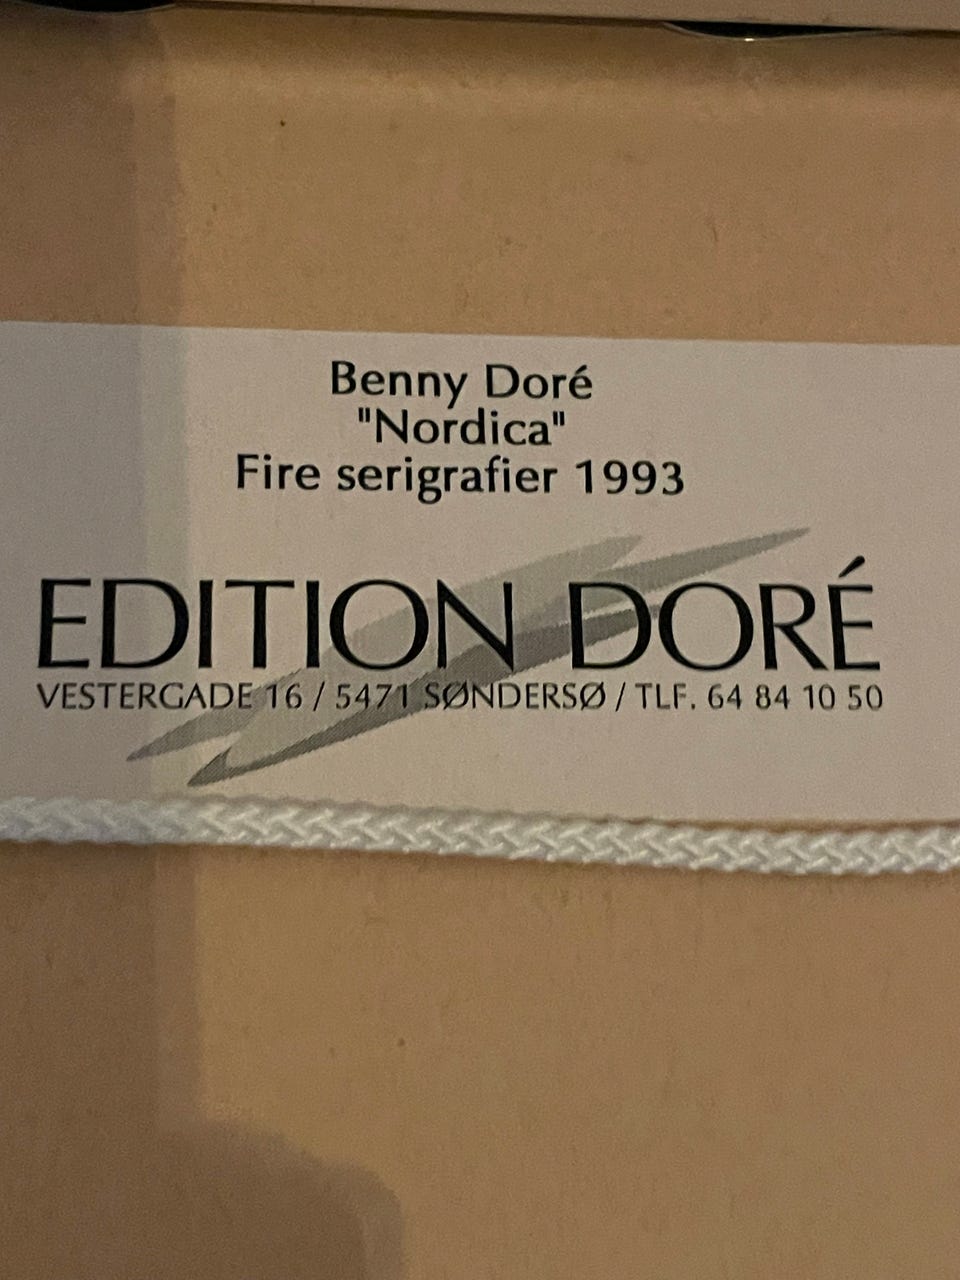 Benny Doré
"Nordica"
Fire serigrafier 1993
EDITION DORÉ
VESTERGADE 16 / 5471 SØNDERSØ / TLF. 64 84 10 50